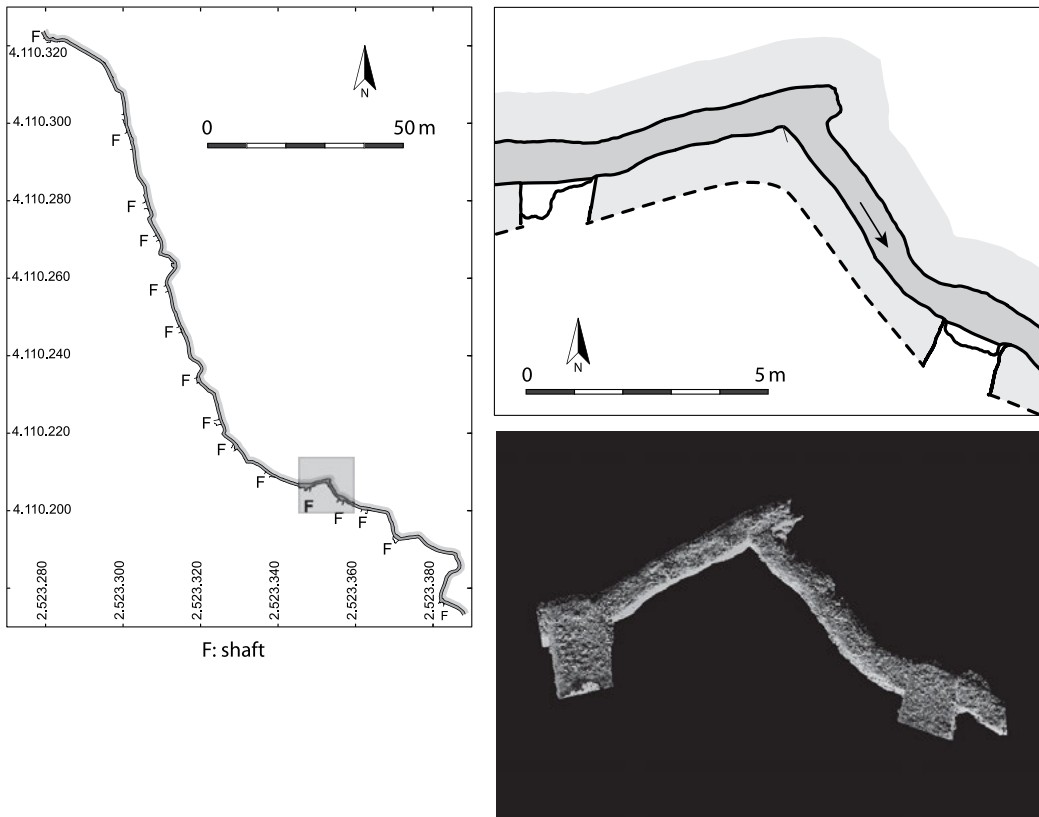 F
4.110.320
N
0 50 m
4.110.300
F
4.110.280
F
F
4.110.260
F
F
4.110.240
F
F
4.110.220
F
F
F
4.110.200
F
F
F
2.523.280
2.523.300
2.523.320
2.523.340
2.523.360
2.523.380
F
F: shaft
N
0 5 m